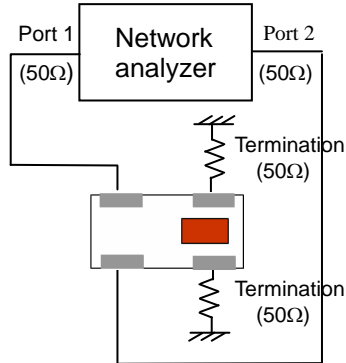 Port 1
Network
analyzer
Port 2
(50Ω)
(50Ω)
Termination
(50Ω)
Termination
(50Ω)